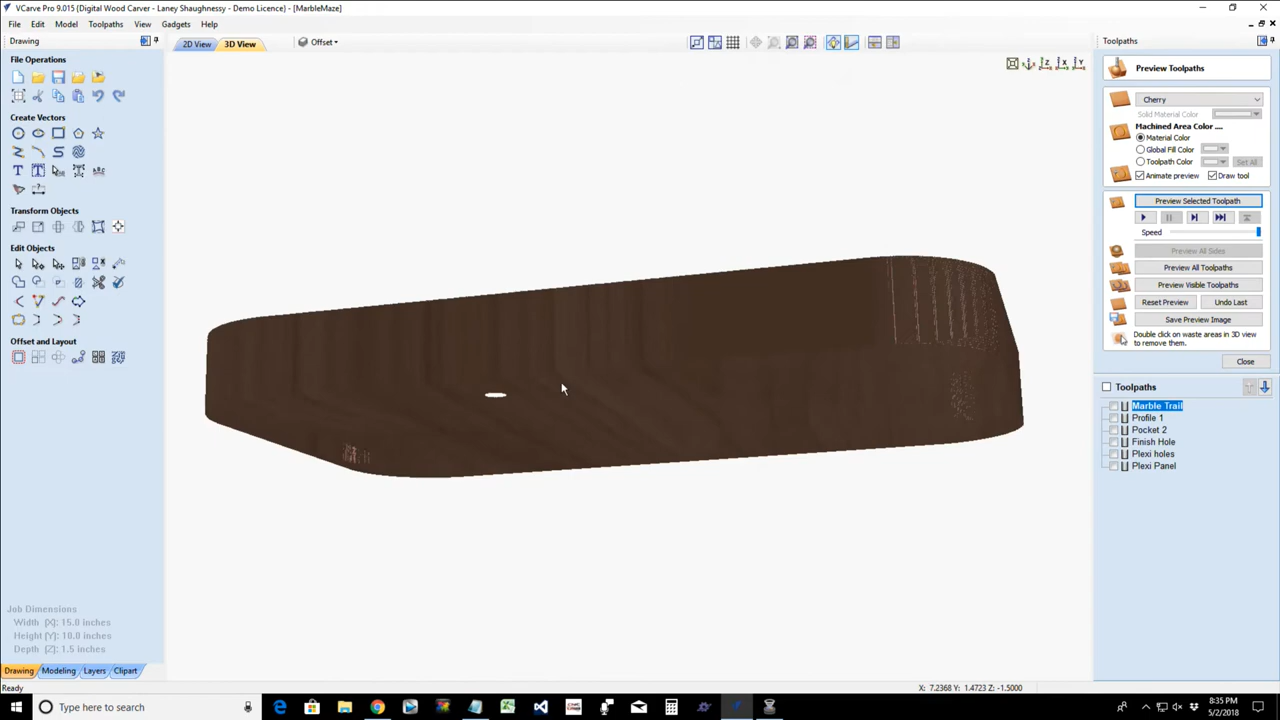 VCarve Pro 9.015 {Digital Wood Carver - Laney Shaughnessy - Demo Licence} - [MarbleMaze]
File Edit Model Toolpaths View Gadgets Help
Drawing
2D View
3D View
Offset
Toolpaths
File Operations
Create Vectors
Transform Objects
Edit Objects
Offset and Layout
Job Dimensions
Width (X): 15.0 inches
Height (Y): 10.0 inches
Depth (Z): 1.5 inches
Drawing Modeling Layers Clipart
Ready
X: 7.2368 Y: 1.4723 Z: -1.5000
Preview Toolpaths
Cherry
Solid Material Color
Machined Area Color ....
Material Color
Global Fill Color
Toolpath Color
Set All
Animate preview
Draw tool
Preview Selected Toolpath
Speed
Preview All Sides
Preview All Toolpaths
Preview Visible Toolpaths
Reset Preview
Undo Last
Save Preview Image
Double click on waste areas in 3D view
to remove them.
Close
Toolpaths
Marble Trail
Profile 1
Pocket 2
Finish Hole
Plexi holes
Plexi Panel
Type here to search
8:35 PM
5/2/2018